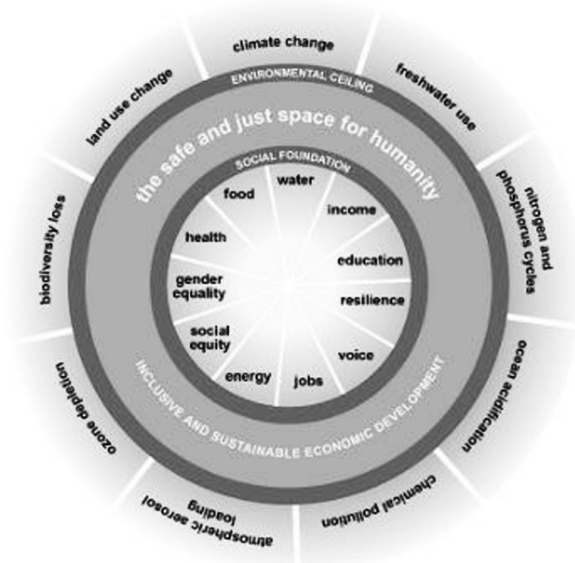 climate change
freshwater use
nitrogen and
phosphorus cycles
ocean acidification
chemical pollution
atmospheric aerosol
loading
ozone depletion
biodiversity loss
land use change
ENVIRONMENTAL CEILING
the safe and just space for humanity
SOCIAL FOUNDATION
water
income
education
resilience
voice
jobs
energy
social
equity
gender
equality
health
food
INCLUSIVE AND SUSTAINABLE ECONOMIC DEVELOPMENT